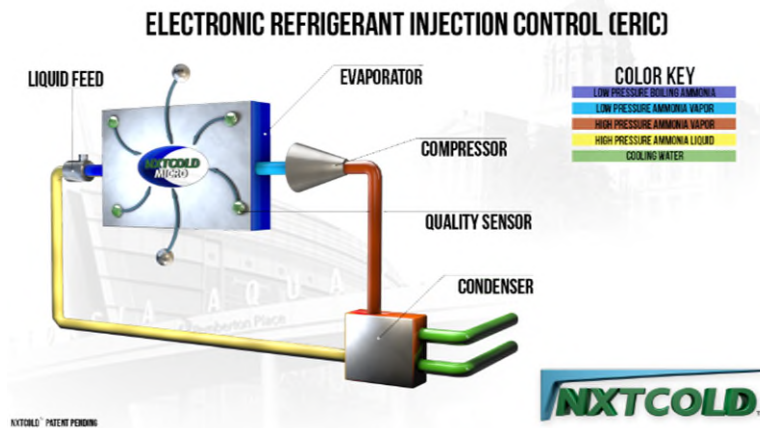 ELECTRONIC REFRIGERANT INJECTION CONTROL (ERIC)
LIQUID FEED
EVAPORATOR
COLOR KEY
LOW PRESSURE BOILING AMMONIA
LOW PRESSURE AMMONIA VAPOR
HIGH PRESSURE AMMONIA VAPOR
HIGH PRESSURE AMMONIA LIQUID
COOLING WATER
COMPRESSOR
NXTCOLD
MICRO
QUALITY SENSOR
CONDENSER
AQUA
Place
NXTCOLD
NXTCOLD™ PATENT PENDING